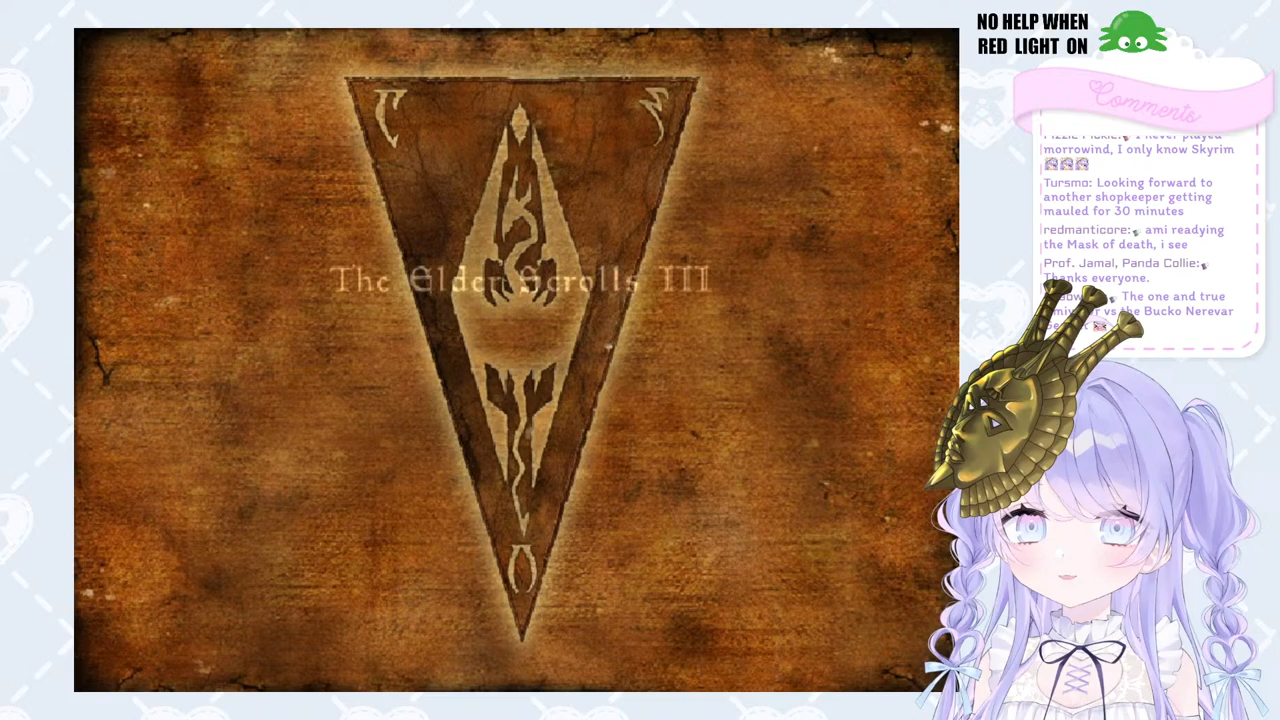 NO HELP WHEN
RED LIGHT ON
Comments
I never played
morrowind, I only know Skyrim
Tursmo: Looking forward to
another shopkeeper getting
mauled for 30 minutes
redmanticore: ami readying
the Mask of death, i see
Prof. Jamal, Panda Collie:
Thanks everyone.
The one and true
vs the Bucko Nerevar
The Elder Scrolls III